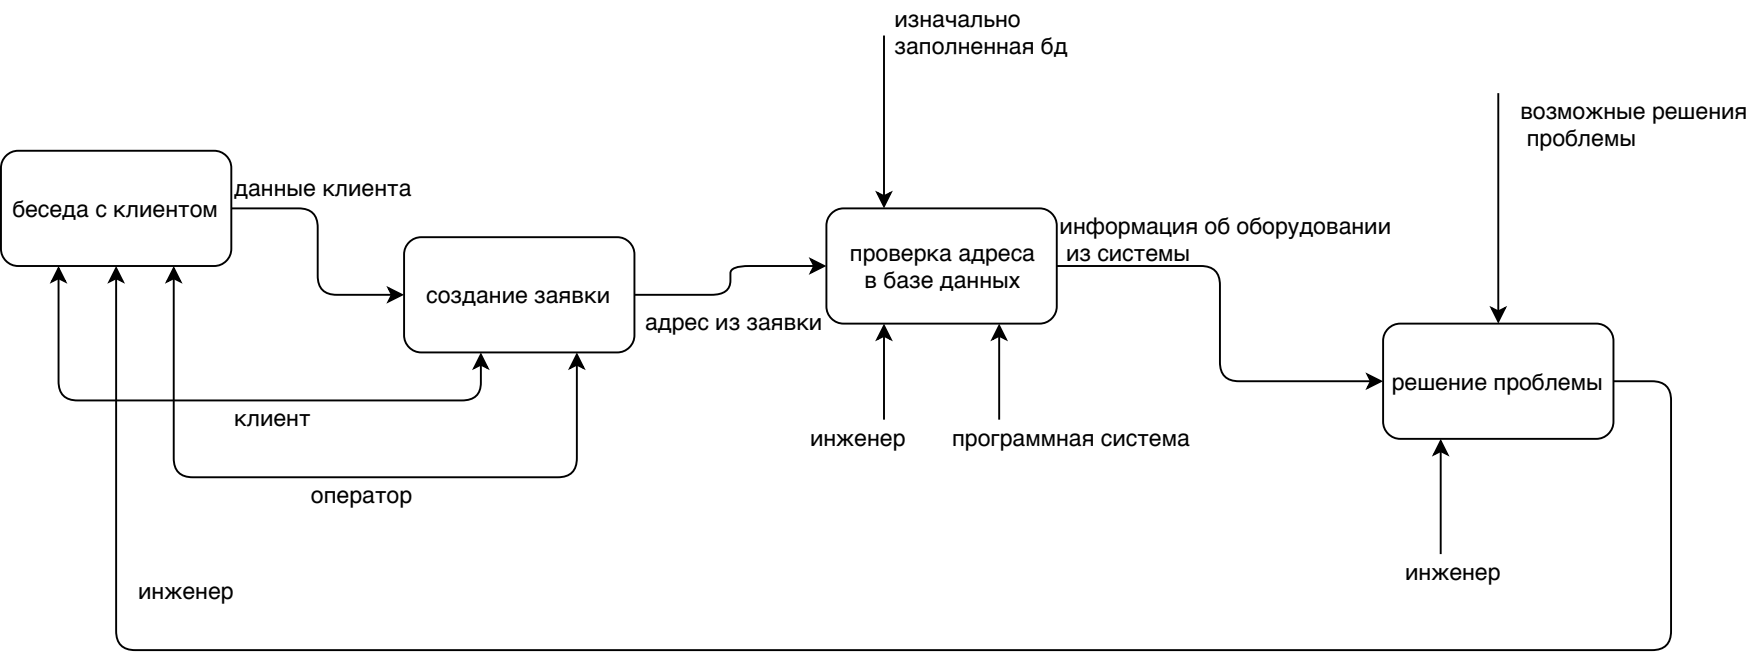 изначально
заполненная бд
возможные решения
проблемы
беседа с клиентом
данные клиента
создание заявки
адрес из заявки
проверка адреса
в базе данных
информация об оборудовании
из системы
решение проблемы
клиент
оператор
инженер
программная система
инженер
инженер